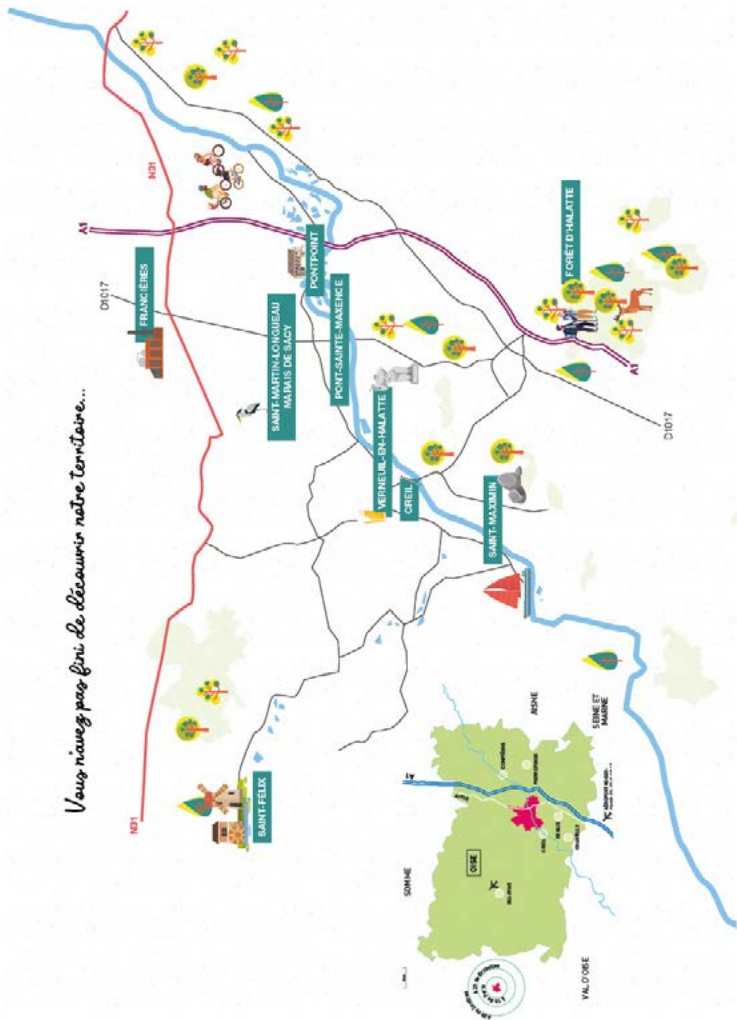 Vous n'avez pas fini de découvrir notre territoire...
N31
N31
A1
D1017
FRANCIÈRES
SAINT-MARTIN-LONGUEAU
MARAIS DE SACY
PONTPOINT
PONT-SAINTE-MAXENCE
VERNEUIL-EN-HALATTE
CREIL
SAINT-MAXIMIN
FORÊT D'HALATTE
A1
D1017
SAINT-FÉLIX
SOMME
AISNE
SEINE ET
MARNE
VAL D'OISE
OISE
A1
CREIL